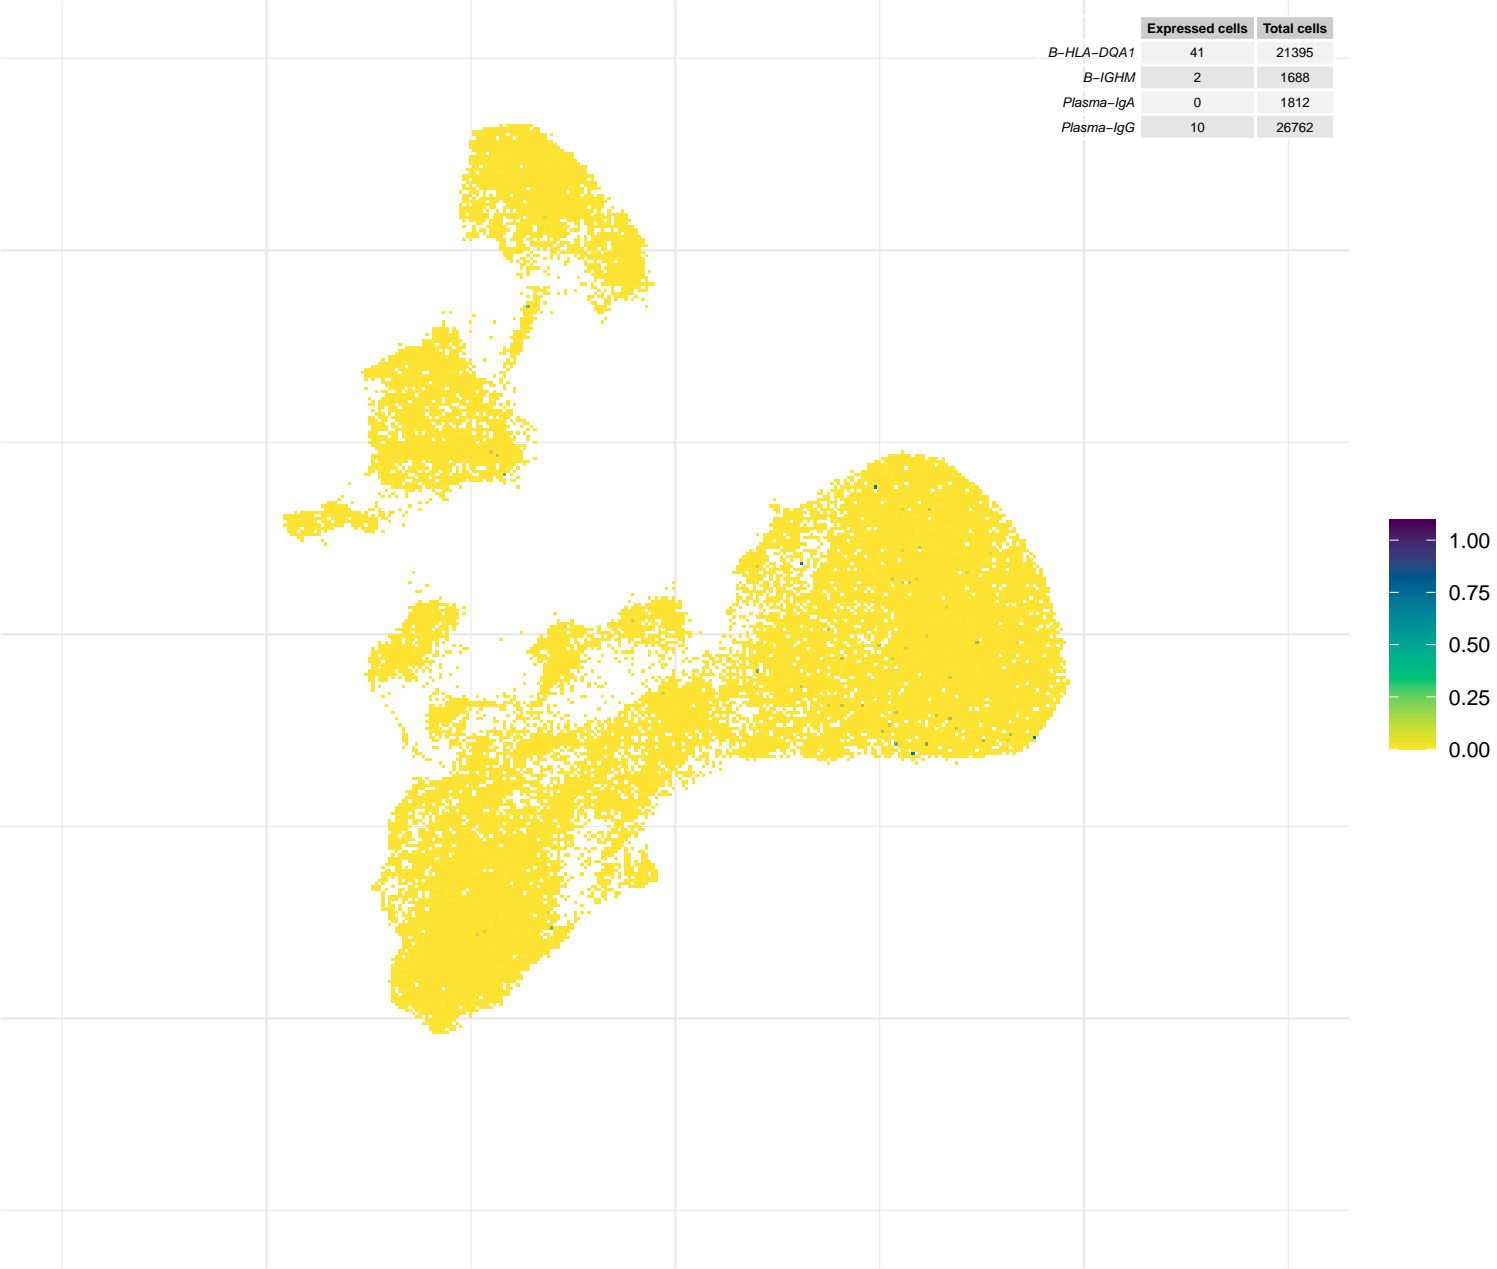 Expressed cells Total cells
B−HLA−DQA1 41 21395
B−IGHM 2 1688
Plasma−IgA 0 1812
Plasma−IgG 10 26762
1.00
0.75
0.50
0.25
0.00